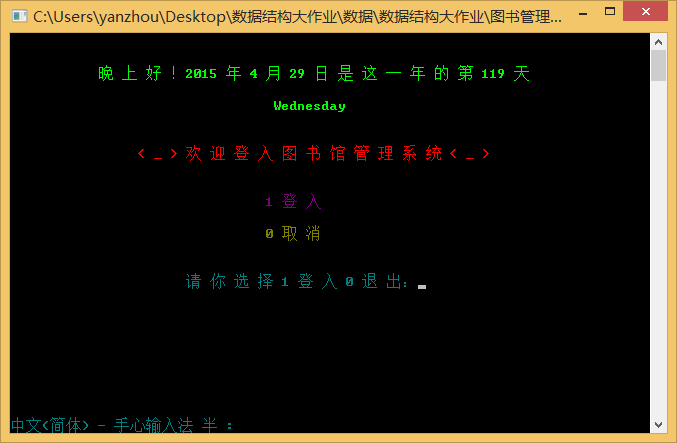 C:\Users\yanzhou\Desktop\数据结构大作业\数据\数据结构大作业\图书管理...
晚 上 好 ! 2015 年 4 月 29 日 是 这 一 年 的 第 119 天
Wednesday
< _ > 欢 迎 登 入 图 书 馆 管 理 系 统 < _ >
1 登 入
0 取 消
请 你 选 择 1 登 入 0 退 出:
中文(简体) - 手心输入法 半 :